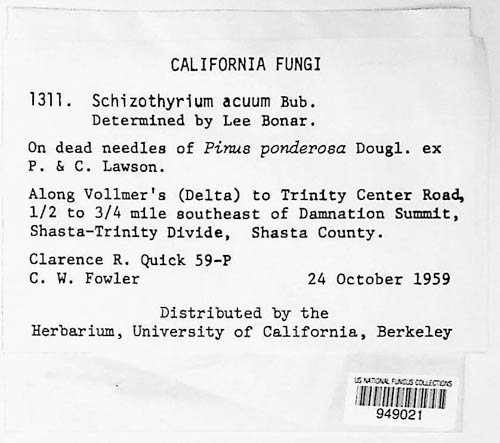 CALIFORNIA FUNGI
1311. Schizothyrium acuum Bub.
Determined by Lee Bonar.
On dead needles of Pinus ponderosa Dougl. ex
P. & C. Lawson.
Along Vollmer's (Delta) to Trinity Center Road,
1/2 to 3/4 mile southeast of Damnation Summit,
Shasta-Trinity Divide, Shasta County.
Clarence R. Quick 59-P
C. W. Fowler 24 October 1959
Distributed by the
Herbarium, University of California, Berkeley
US NATIONAL FUNGUS COLLECTIONS
949021